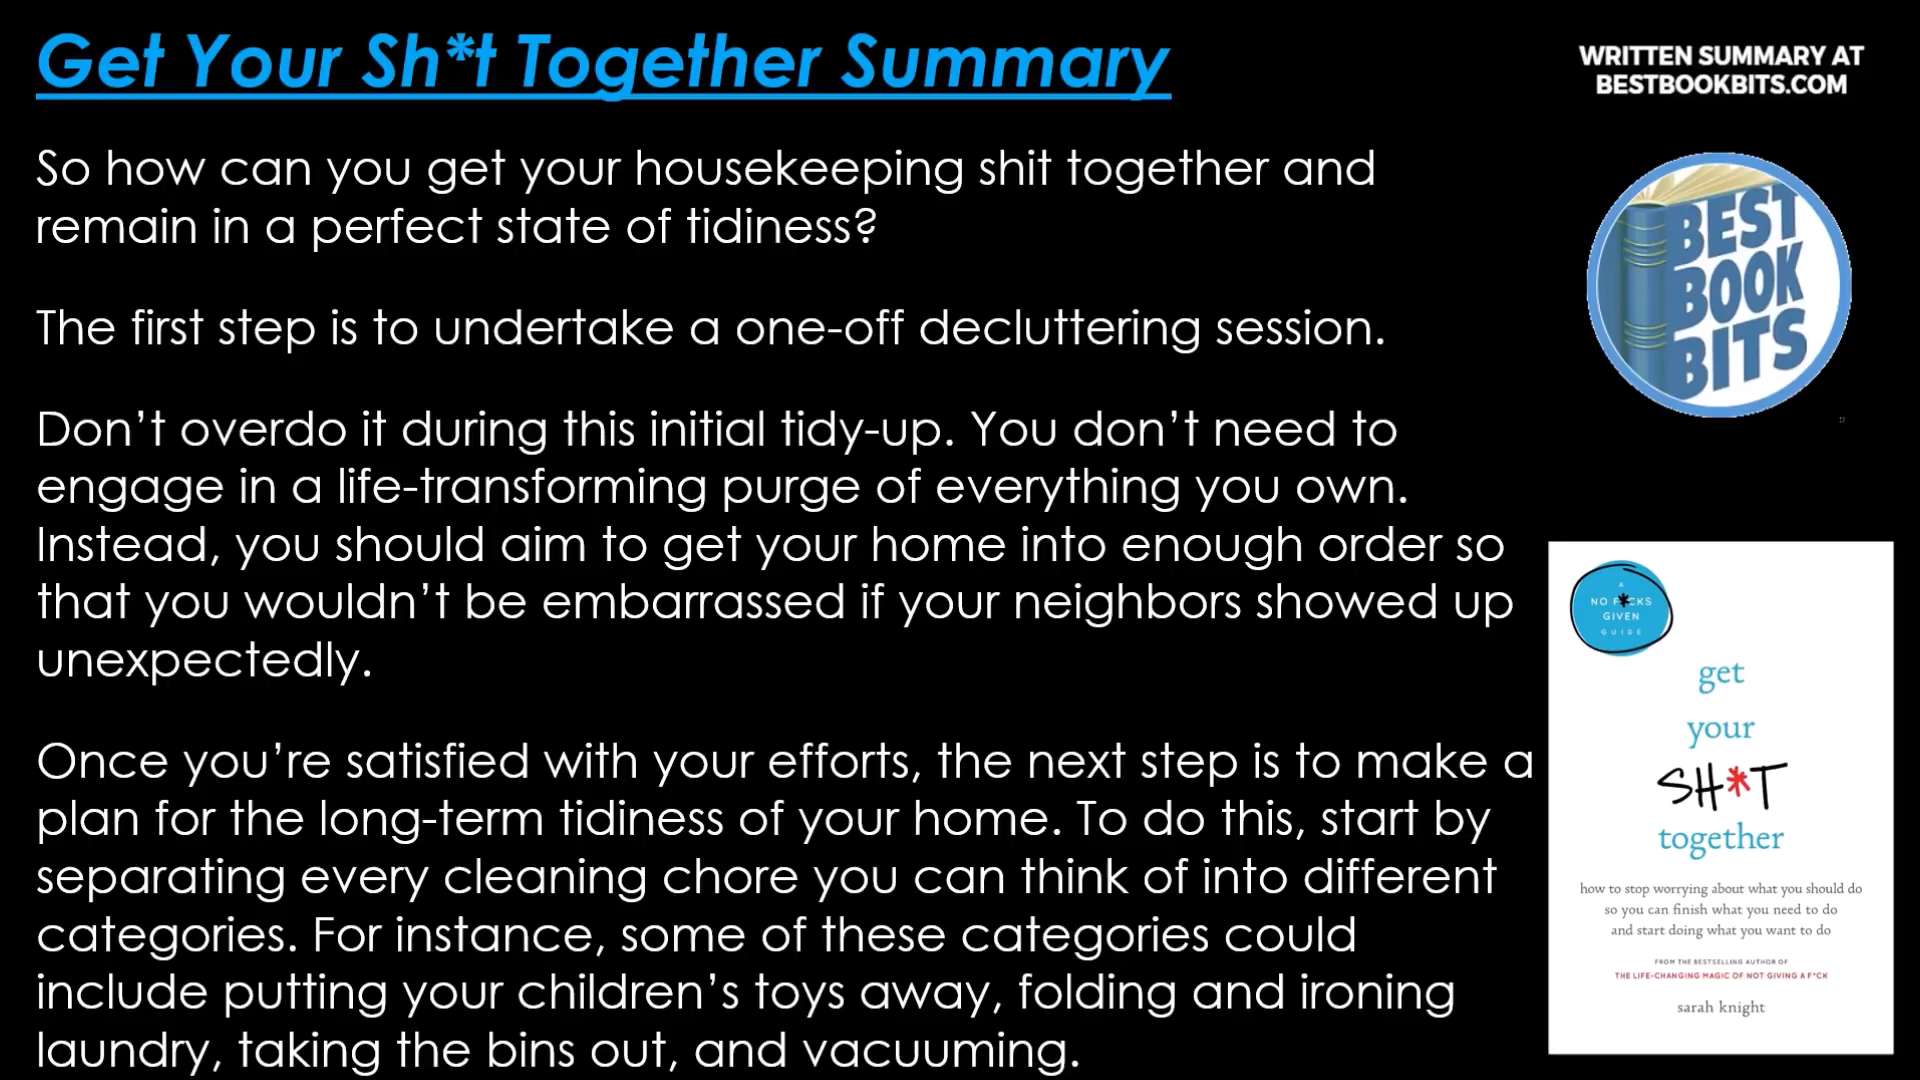 Get Your Sh*t Together Summary
WRITTEN SUMMARY AT
BESTBOOKBITS.COM
So how can you get your housekeeping shit together and
remain in a perfect state of tidiness?
The first step is to undertake a one-off decluttering session.
Don’t overdo it during this initial tidy-up. You don’t need to
engage in a life-transforming purge of everything you own.
Instead, you should aim to get your home into enough order so
that you wouldn’t be embarrassed if your neighbors showed up
unexpectedly.
Once you’re satisfied with your efforts, the next step is to make a
plan for the long-term tidiness of your home. To do this, start by
separating every cleaning chore you can think of into different
categories. For instance, some of these categories could
include putting your children’s toys away, folding and ironing
laundry, taking the bins out, and vacuuming.
BEST
BOOK
BITS
A
NO F*CKS
GIVEN
GUIDE
get
your
SH*T
together
how to stop worrying about what you should do
so you can finish what you need to do
and start doing what you want to do
FROM THE BESTSELLING AUTHOR OF
THE LIFE-CHANGING MAGIC OF NOT GIVING A F*CK
sarah knight